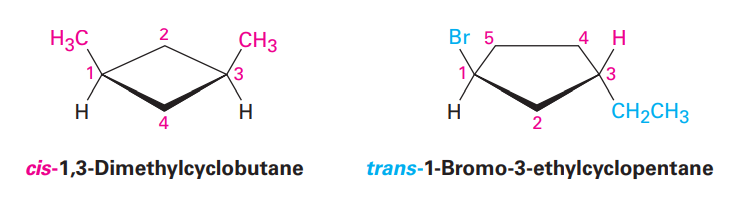 H3C 2 CH3
1 3
H 4 H
cis-1,3-Dimethylcyclobutane
Br 5 4 H
1 3
H 2 CH2CH3
trans-1-Bromo-3-ethylcyclopentane